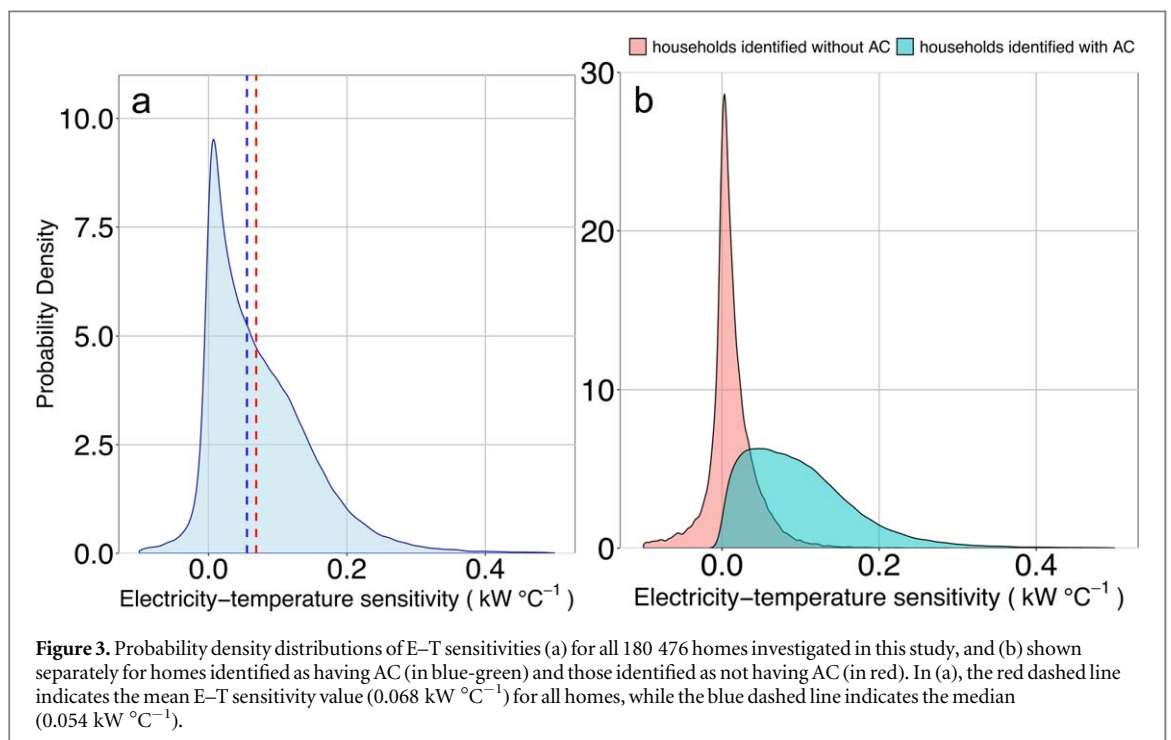 households identified without AC households identified with AC
a
b
Probability Density
10.0
7.5
5.0
2.5
0.0
0.0 0.2 0.4
Electricity–temperature sensitivity ( kW °C⁻¹ )
30
20
10
0
0.0 0.2 0.4
Electricity–temperature sensitivity ( kW °C⁻¹ )
Figure 3. Probability density distributions of E–T sensitivities (a) for all 180 476 homes investigated in this study, and (b) shown
separately for homes identified as having AC (in blue-green) and those identified as not having AC (in red). In (a), the red dashed line
indicates the mean E–T sensitivity value (0.068 kW °C⁻¹) for all homes, while the blue dashed line indicates the median
(0.054 kW °C⁻¹).